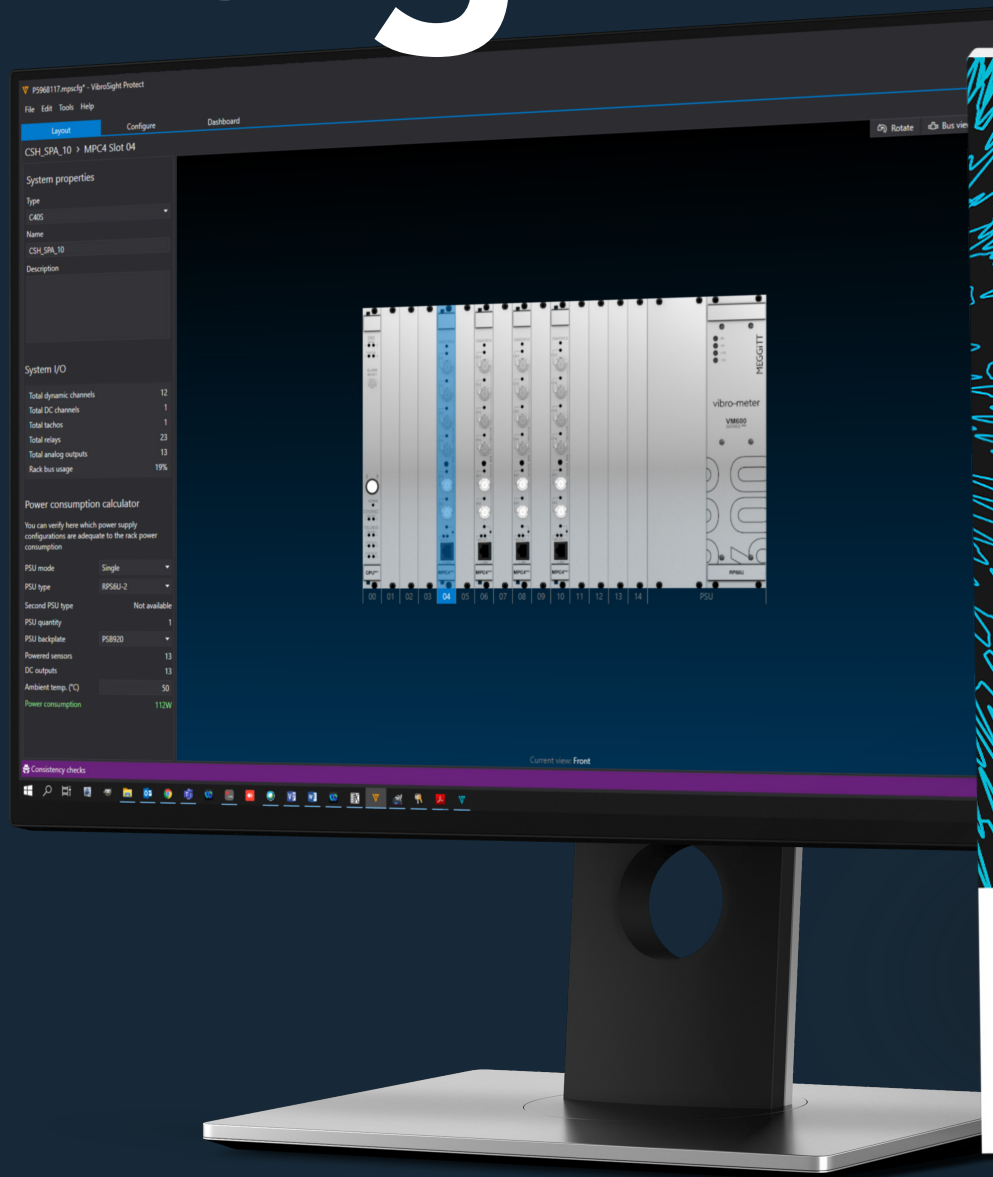 g
P5968117.mpscfg* - VibroSight Protect
File Edit Tools Help
Layout Configure Dashboard
CSH_SPA_10 > MPC4 Slot 04
Rotate Bus view
System properties
Type
C40S
Name
CSH_SPA_10
Description
System I/O
Total dynamic channels 12
Total DC channels 1
Total tachos 1
Total relays 23
Total analog outputs 13
Rack bus usage 19%
Power consumption calculator
You can verify here which power supply
configurations are adequate to the rack power
consumption
PSU mode Single
PSU type RPS6U-2
Second PSU type Not available
PSU quantity 1
PSU backplate PSB920
Powered sensors 13
DC outputs 13
Ambient temp. (°C) 50
Power consumption 112W
MEGGITT
vibro-meter
VM600
600
RPS6U
CPU
MPC4 MPC4 MPC4 MPC4
00 01 02 03 04 05 06 07 08 09 10 11 12 13 14 PSU
Current view: Front
Consistency checks